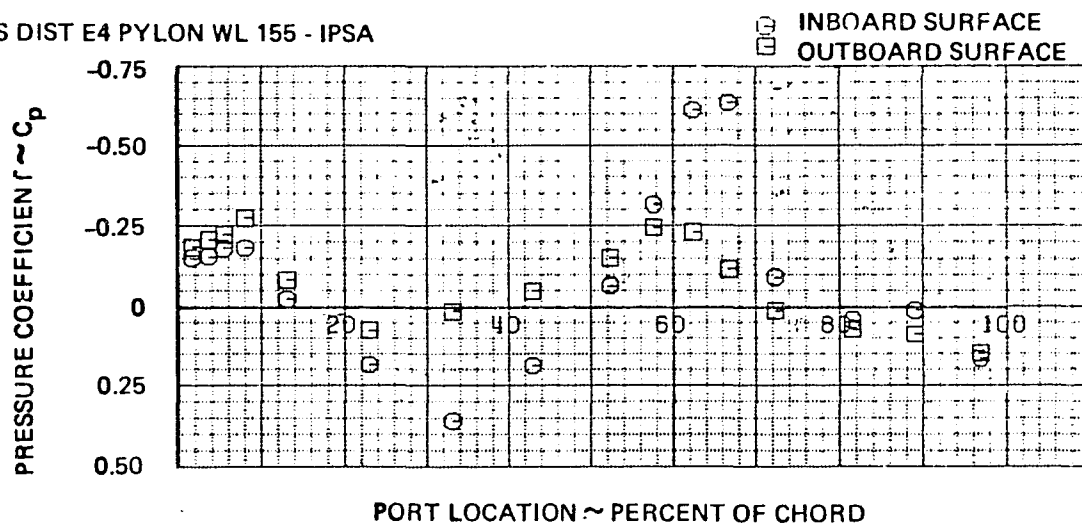 S DIST E4 PYLON WL 155 - IPSA
INBOARD SURFACE
OUTBOARD SURFACE
-0.75
-0.50
-0.25
0
0.25
0.50
PRESSURE COEFFICIENT ~ Cp
20 40 60 80 100
PORT LOCATION ~ PERCENT OF CHORD